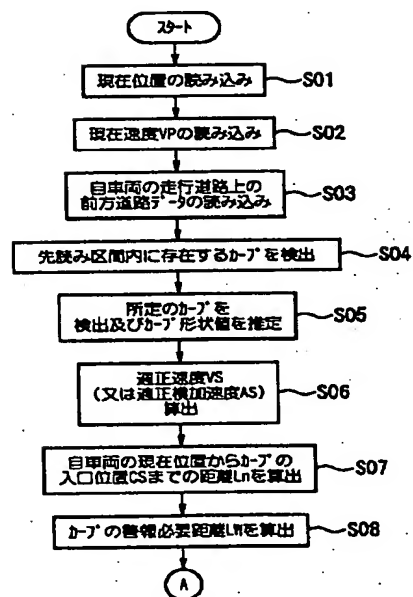 スタート
現在位置の読み込み
S01
現在速度VPの読み込み
S02
自車両の走行道路上の
前方道路データの読み込み
S03
先読み区間内に存在するカーブを検出
S04
所定のカーブを
検出及びカーブ形状値を推定
S05
適正速度VS
(又は適正横加速度AS)
算出
S06
自車両の現在位置からカーブの
入口位置CSまでの距離Lnを算出
S07
カーブの警報必要距離LWを算出
S08
A